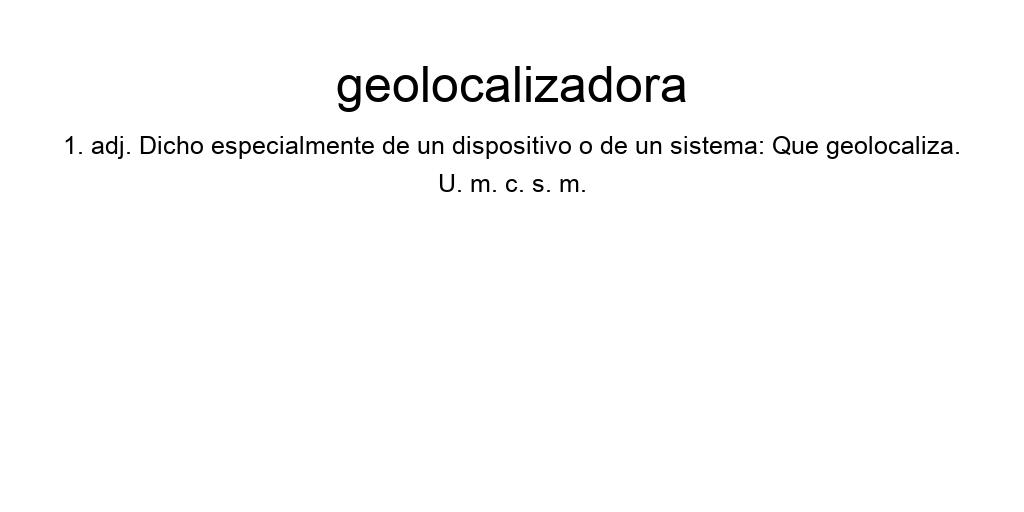 geolocalizadora
1. adj. Dicho especialmente de un dispositivo o de un sistema: Que geolocaliza.
U. m. c. s. m.